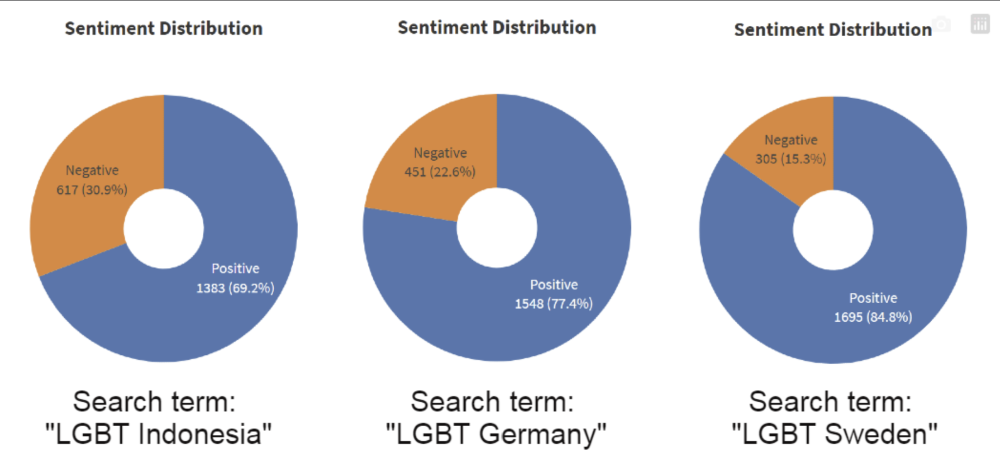 Sentiment Distribution
Negative
617 (30.9%)
Positive
1383 (69.2%)
Search term:
"LGBT Indonesia"
Sentiment Distribution
Negative
451 (22.6%)
Positive
1548 (77.4%)
Search term:
"LGBT Germany"
Sentiment Distribution
Negative
305 (15.3%)
Positive
1695 (84.8%)
Search term:
"LGBT Sweden"